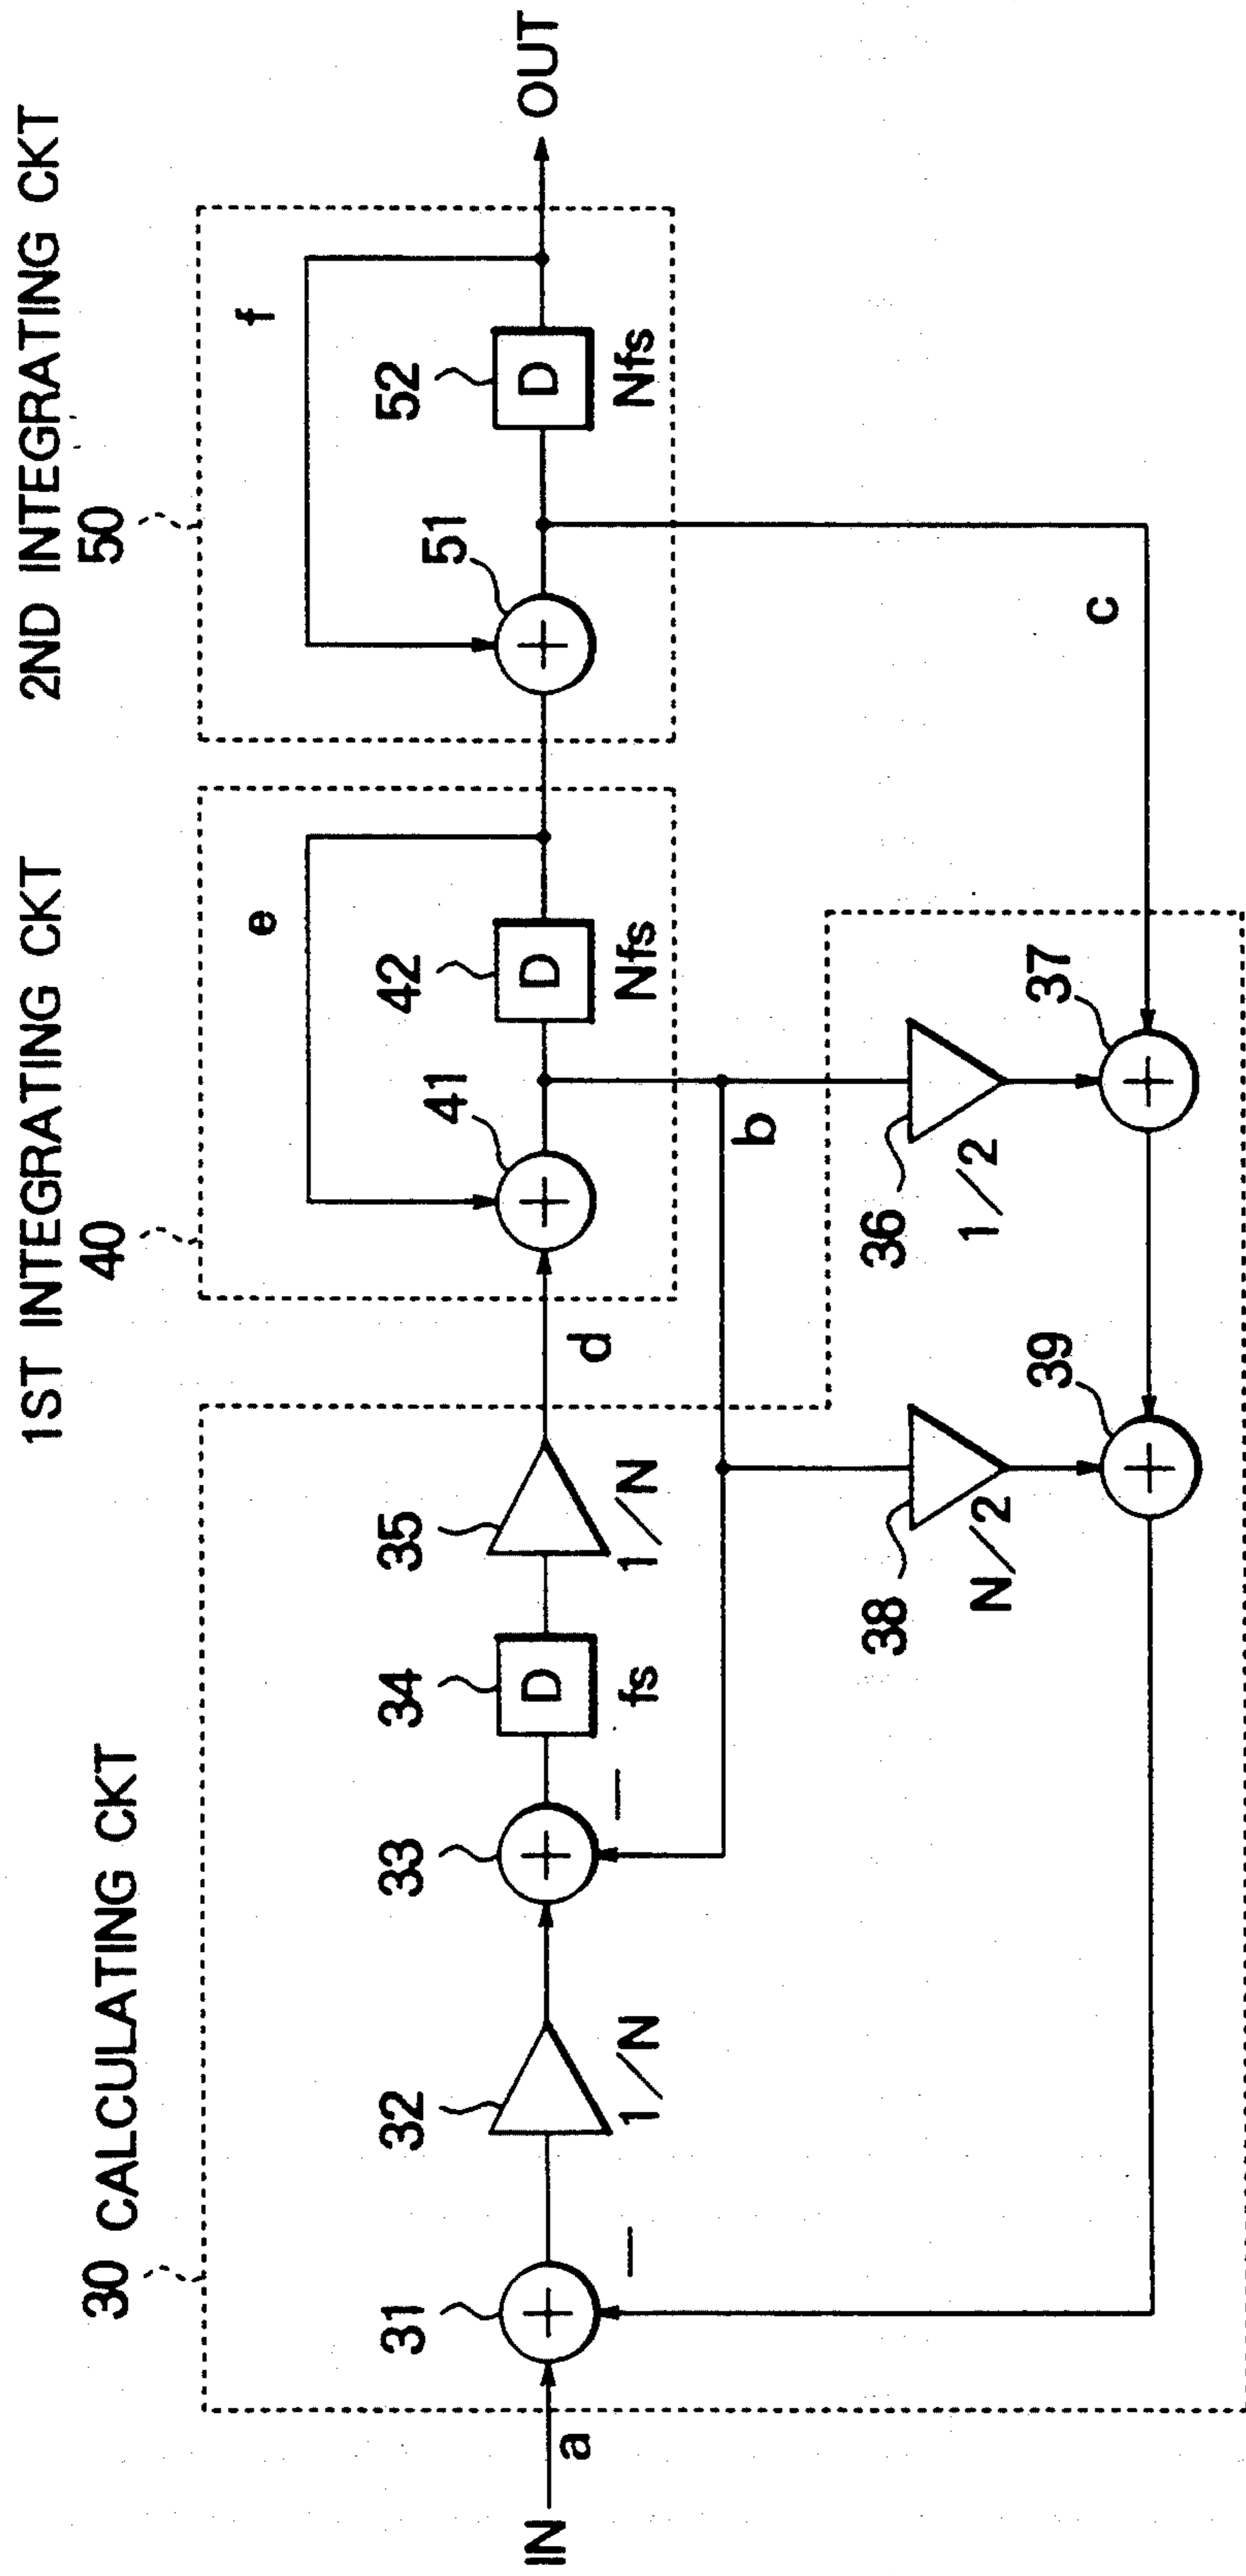 30 CALCULATING CKT
1ST INTEGRATING CKT
40
2ND INTEGRATING CKT
50
IN
a
31
+
−
32
1/N
33
+
−
34
D
fs
35
1/N
d
e
41
+
42
D
Nfs
f
51
+
52
D
Nfs
OUT
b
c
38
N/2
36
1/2
39
+
37
+